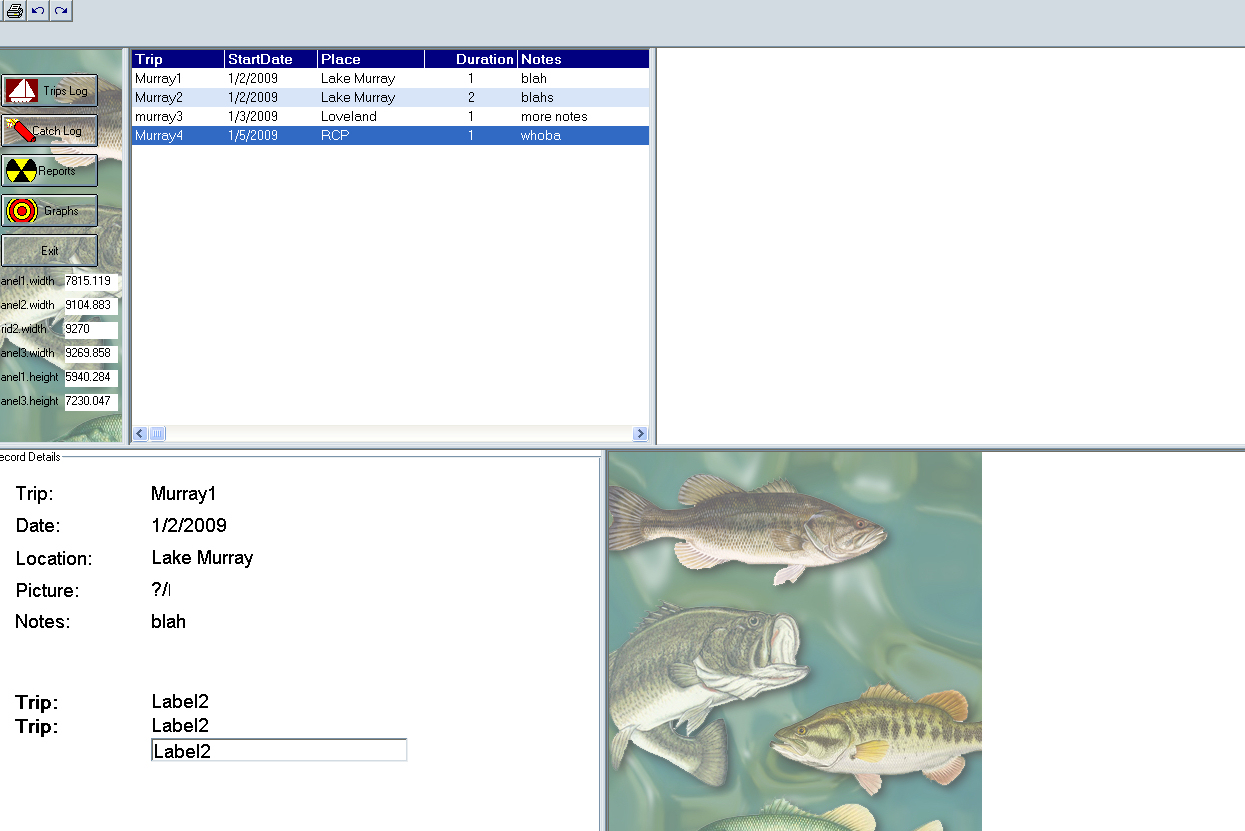 Trip StartDate Place Duration Notes
Murray1 1/2/2009 Lake Murray 1 blah
Murray2 1/2/2009 Lake Murray 2 blahs
murray3 1/3/2009 Loveland 1 more notes
Murray4 1/5/2009 RCP 1 whoba
Trips Log
Catch Log
Reports
Graphs
Exit
anel1.width 7815.119
anel2.width 9104.883
rid2.width 9270
anel3.width 9269.858
anel1.height 5940.284
anel3.height 7230.047
ecord Details
Trip: Murray1
Date: 1/2/2009
Location: Lake Murray
Picture: ?/
Notes: blah
Trip: Label2
Trip: Label2
Label2